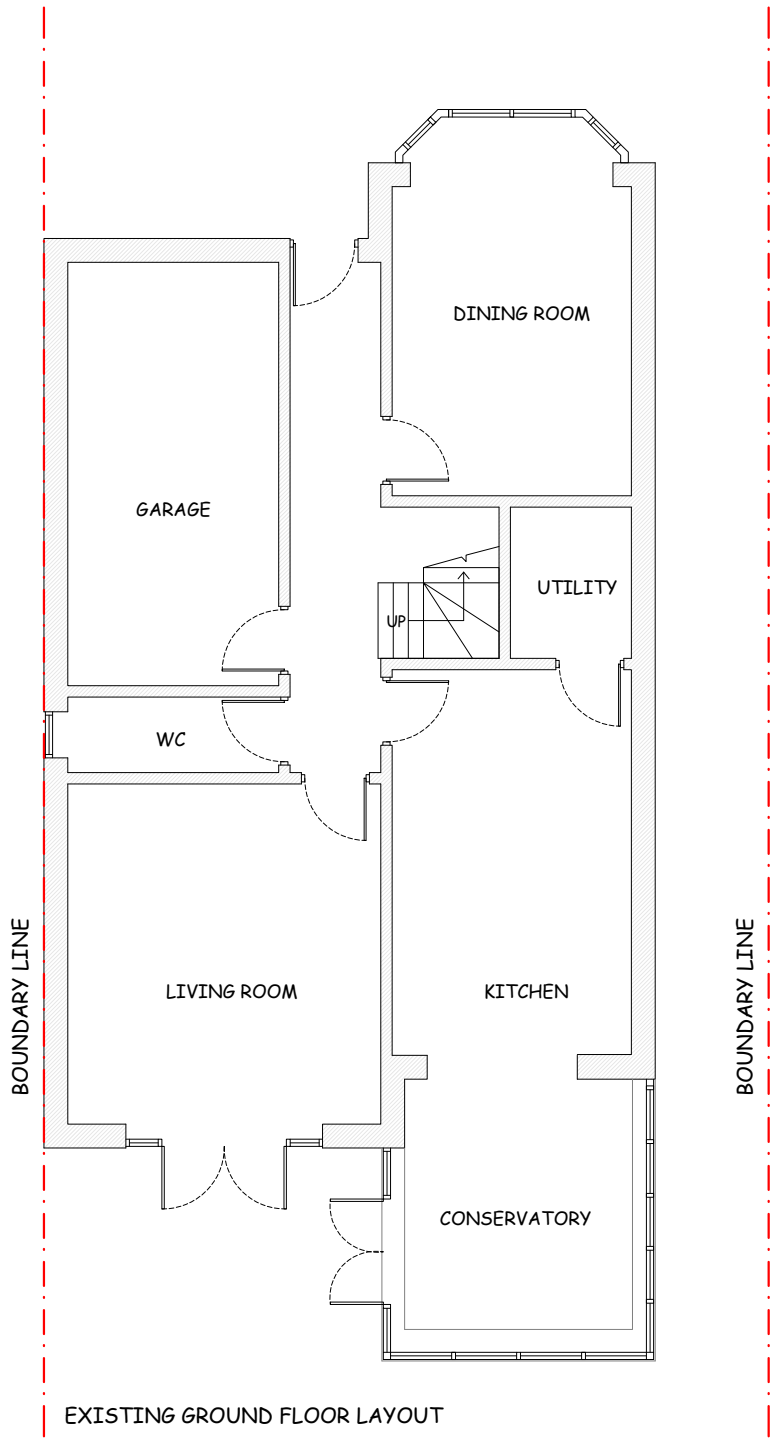 DINING ROOM
GARAGE
UTILITY
UP
WC
LIVING ROOM
KITCHEN
BOUNDARY LINE
BOUNDARY LINE
CONSERVATORY
EXISTING GROUND FLOOR LAYOUT